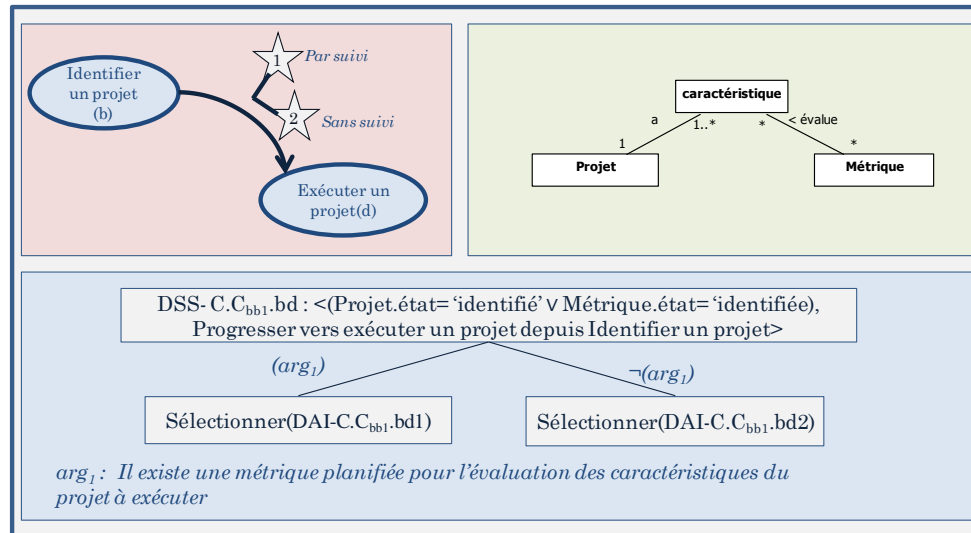 Identifier
un projet
(b)
1
Par suivi
2
Sans suivi
Exécuter un
projet(d)
caractéristique
a
1..*
*
< évalue
1
*
Projet
Métrique
DSS- C.Cbb1.bd : <(Projet.état= ‘identifié’ ∨ Métrique.état= ‘identifiée),
Progresser vers exécuter un projet depuis Identifier un projet>
(arg1)
¬(arg1)
Sélectionner(DAI-C.Cbb1.bd1)
Sélectionner(DAI-C.Cbb1.bd2)
arg1 : Il existe une métrique planifiée pour l’évaluation des caractéristiques du
projet à exécuter